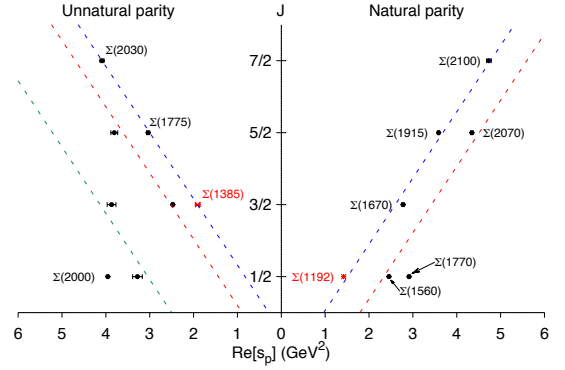 Unnatural parity J Natural parity
Σ(2030) 7/2 Σ(2100)
Σ(1775) 5/2 Σ(1915) Σ(2070)
Σ(1385) 3/2 Σ(1670)
Σ(2000) 1/2 Σ(1192) Σ(1770)
Σ(1560)
6 5 4 3 2 1 0 1 2 3 4 5 6
Re[sp] (GeV2)